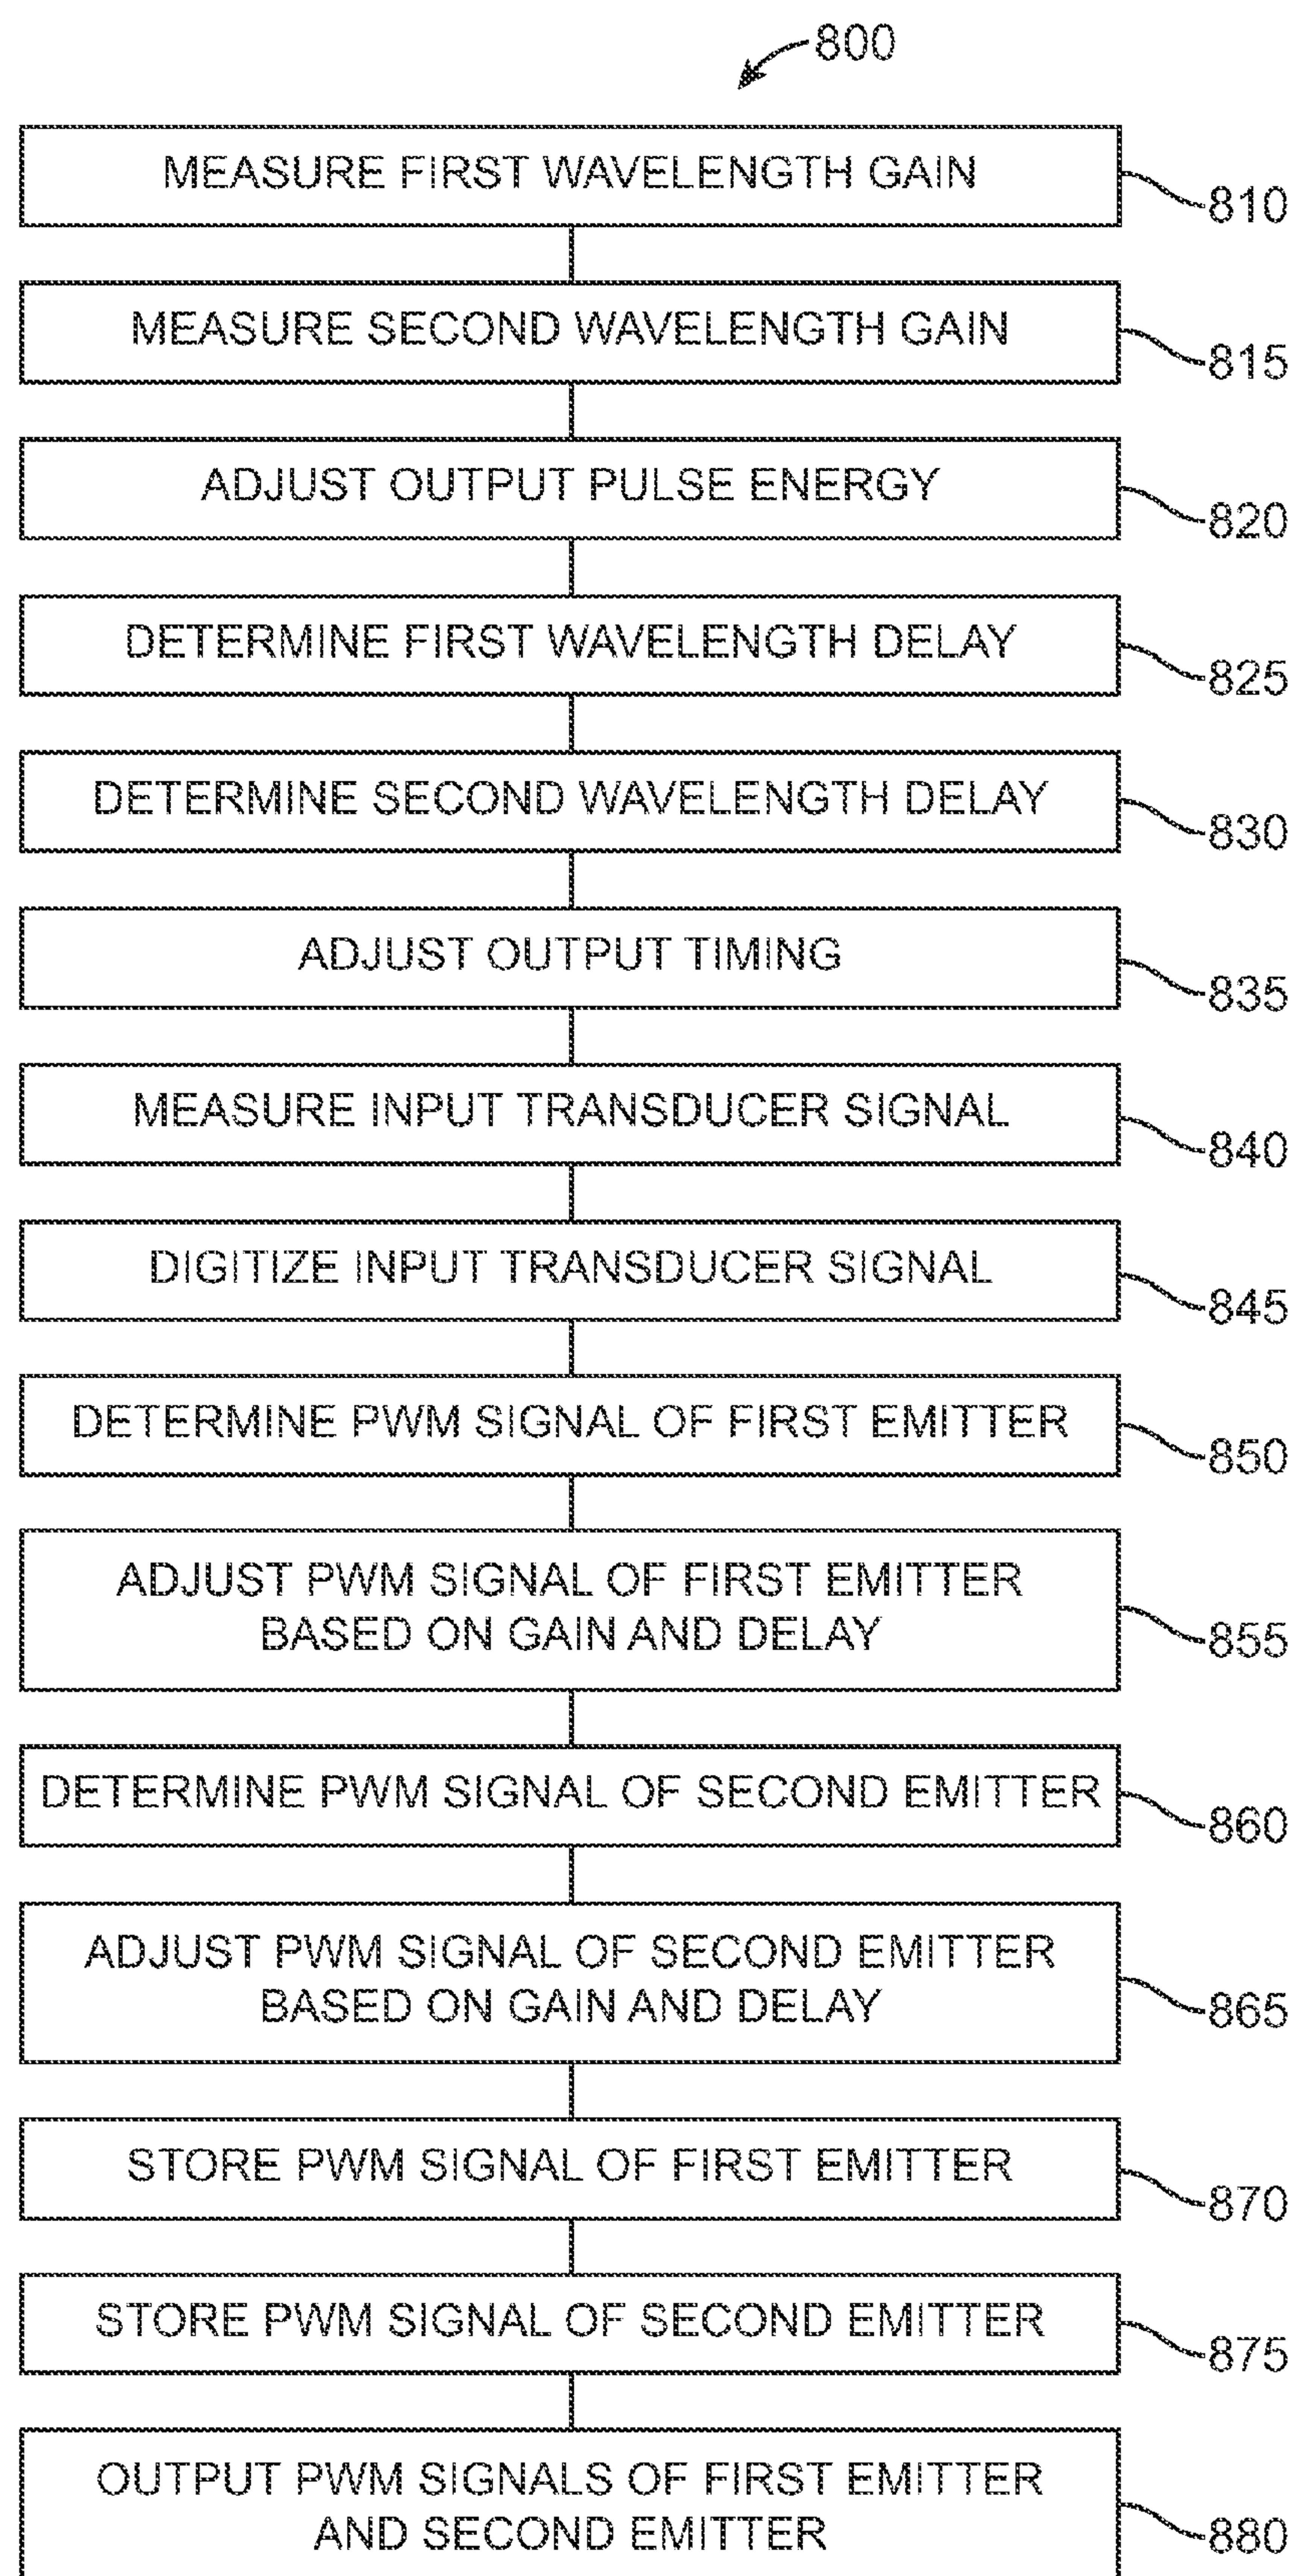 800
MEASURE FIRST WAVELENGTH GAIN
810
MEASURE SECOND WAVELENGTH GAIN
815
ADJUST OUTPUT PULSE ENERGY
820
DETERMINE FIRST WAVELENGTH DELAY
825
DETERMINE SECOND WAVELENGTH DELAY
830
ADJUST OUTPUT TIMING
835
MEASURE INPUT TRANSDUCER SIGNAL
840
DIGITIZE INPUT TRANSDUCER SIGNAL
845
DETERMINE PWM SIGNAL OF FIRST EMITTER
850
ADJUST PWM SIGNAL OF FIRST EMITTER
BASED ON GAIN AND DELAY
855
DETERMINE PWM SIGNAL OF SECOND EMITTER
860
ADJUST PWM SIGNAL OF SECOND EMITTER
BASED ON GAIN AND DELAY
865
STORE PWM SIGNAL OF FIRST EMITTER
870
STORE PWM SIGNAL OF SECOND EMITTER
875
OUTPUT PWM SIGNALS OF FIRST EMITTER
AND SECOND EMITTER
880